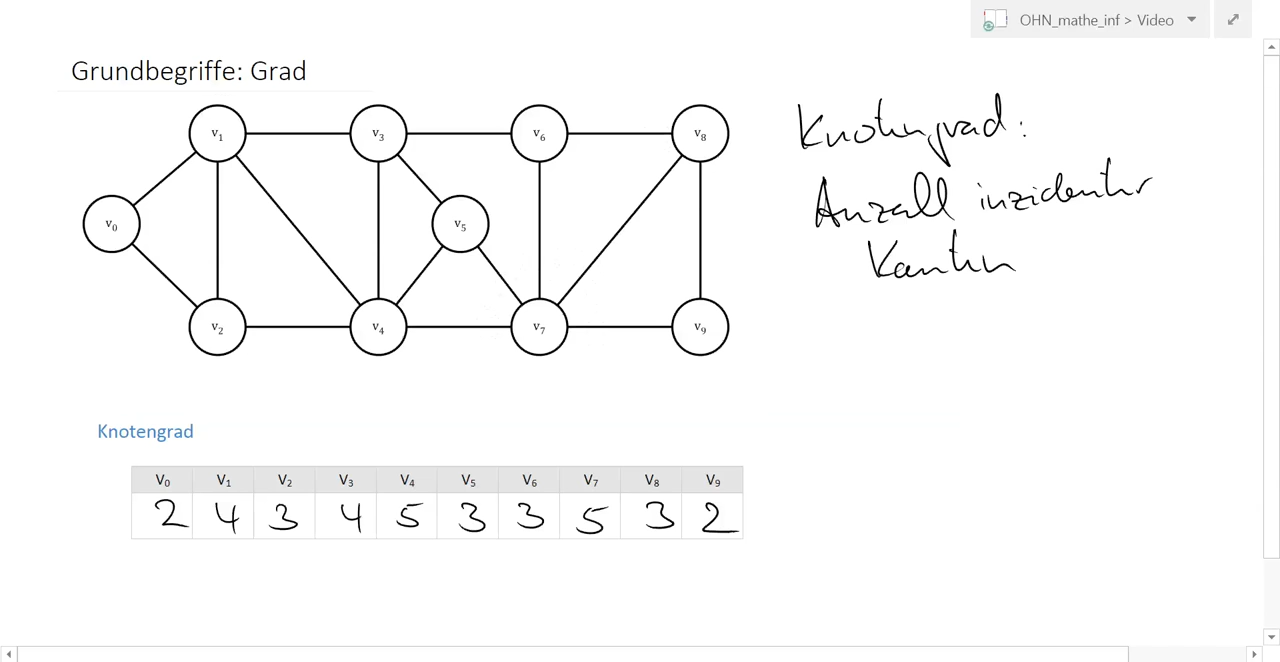 OHN_mathe_inf > Video
Grundbegriffe: Grad
Knotengrad:
Anzall inzidenter
Kanten
v₁ v₃ v₆ v₈
v₀ v₅
v₂ v₄ v₇ v₉
Knotengrad
V₀ V₁ V₂ V₃ V₄ V₅ V₆ V₇ V₈ V₉
2 4 3 4 5 3 3 5 3 2